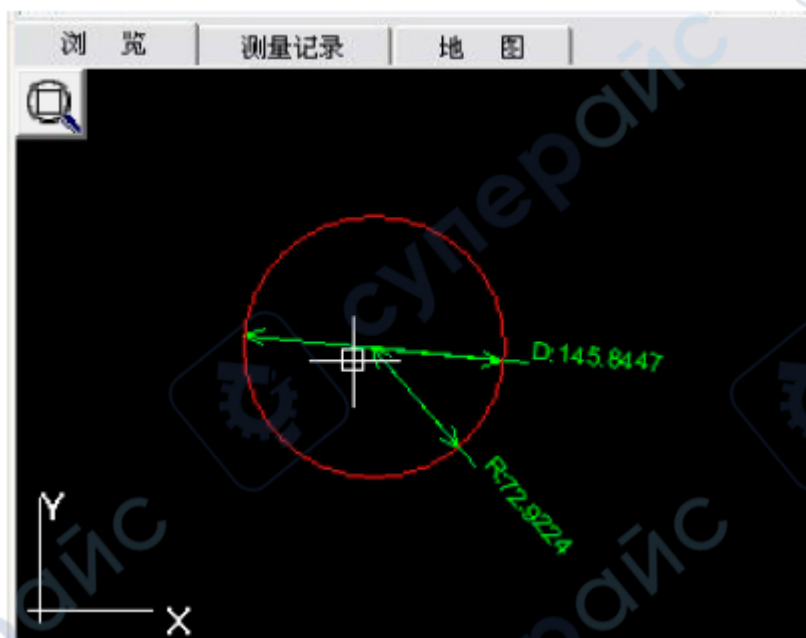 浏 览 测量记录 地 图
суперайс
D:145.8447
R:72.9224
Y
X
суперайс
суперайс